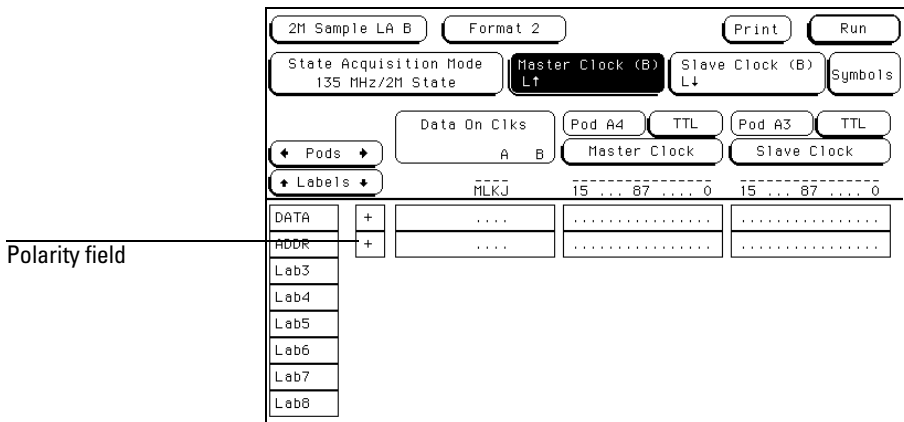 2M Sample LA B Format 2 Print Run
State Acquisition Mode
135 MHz/2M State
Master Clock (B)
L↑
Slave Clock (B)
L↓
Symbols
Data On Clks
A B
Pod A4 TTL Pod A3 TTL
← Pods →
Master Clock Slave Clock
↑ Labels ↓
MLKJ 15 ... 87 .... 0 15 ... 87 .... 0
DATA + .... ................ ................
ADDR + .... ................ ................
Polarity field
Lab3
Lab4
Lab5
Lab6
Lab7
Lab8